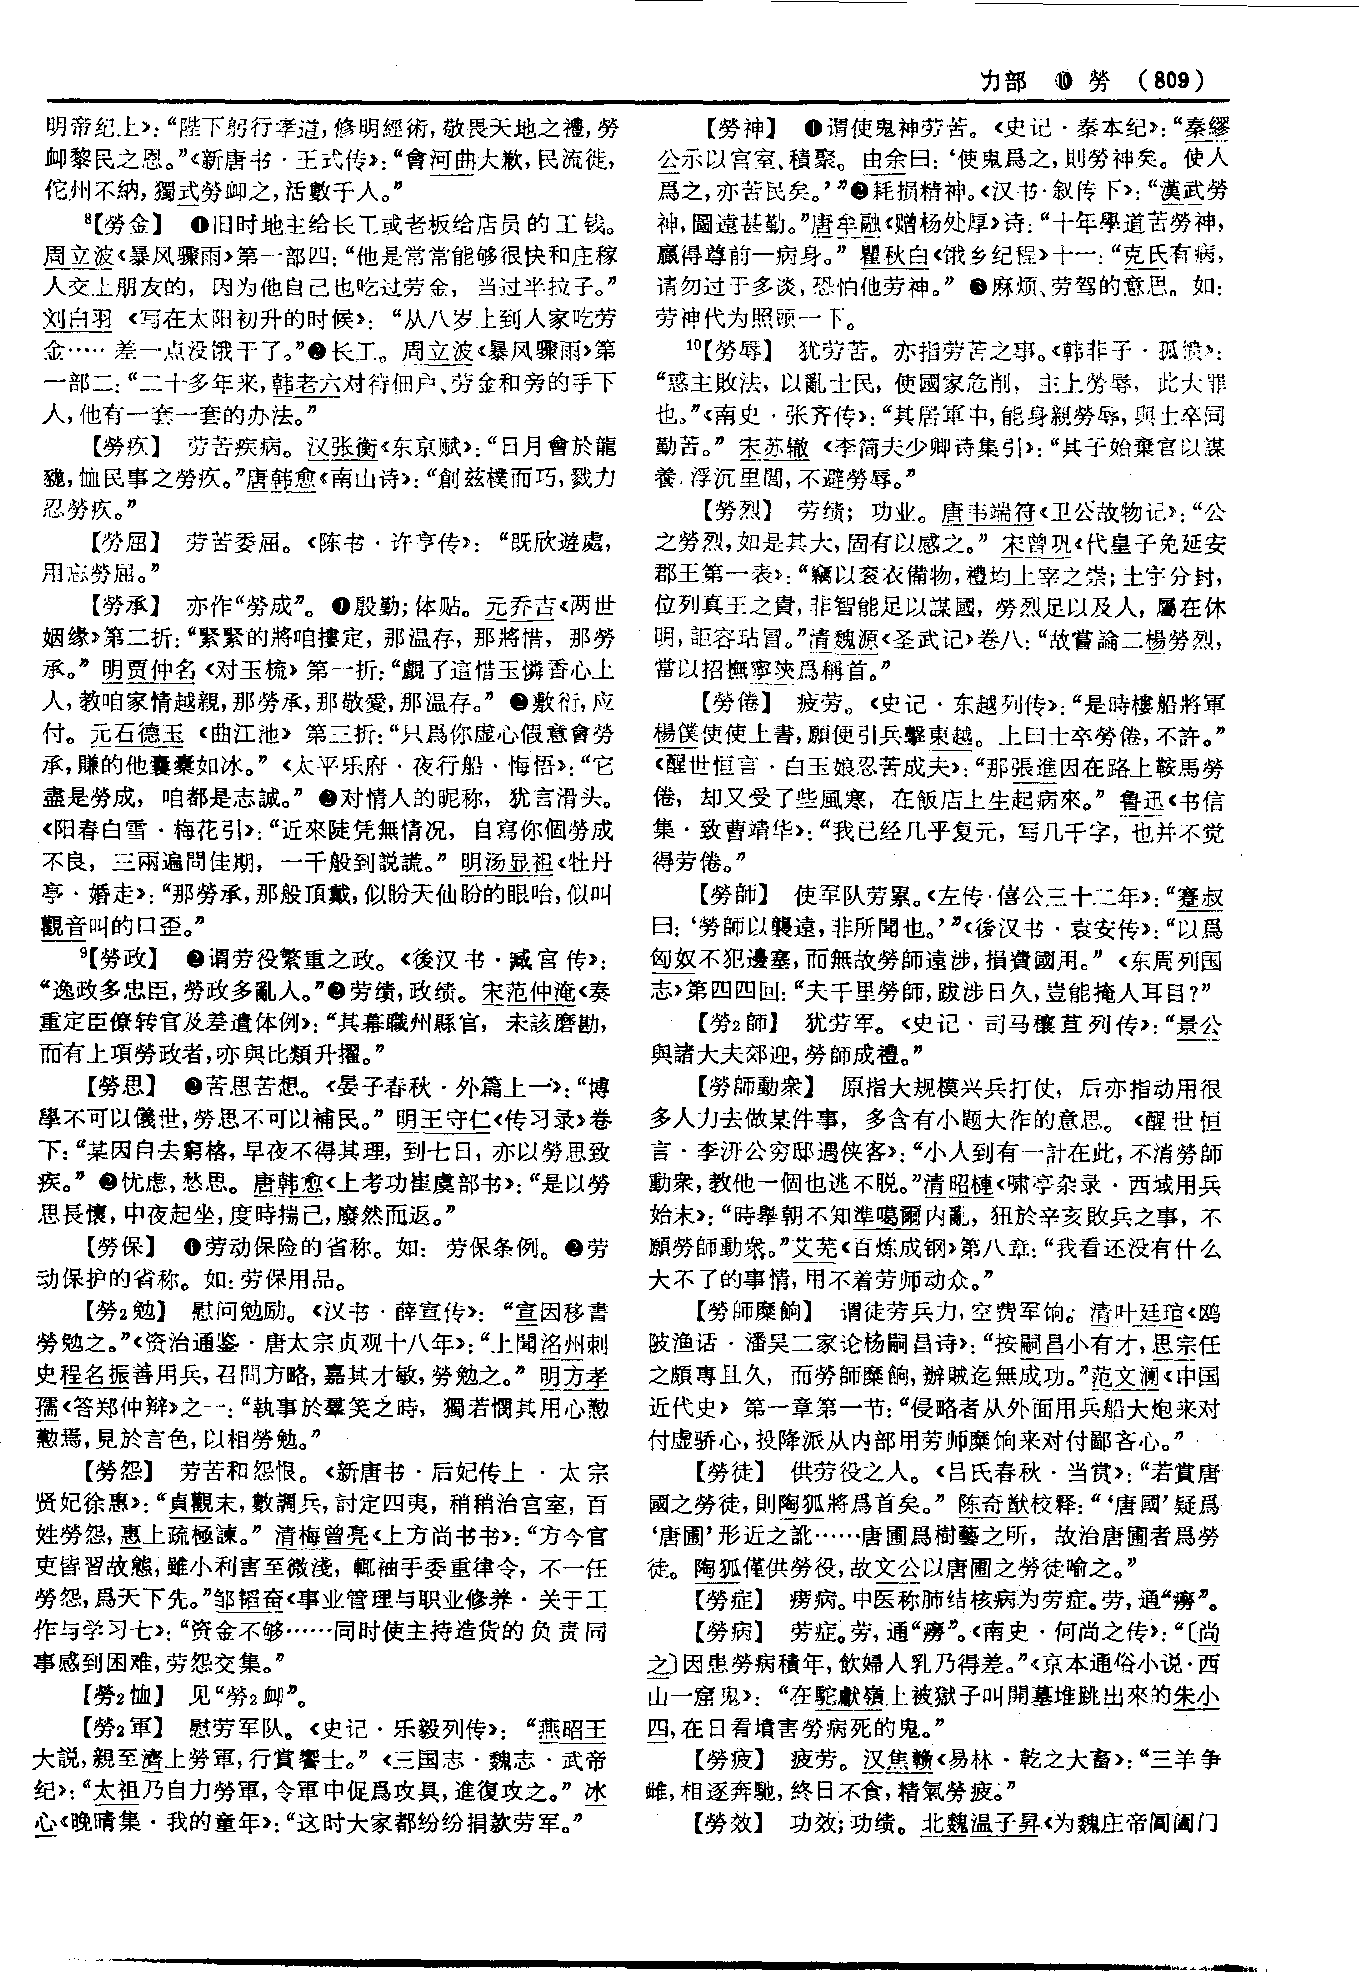 力部 ⑩ 勞 （809）
明帝纪上》：“陛下躬行孝道，修明經術，敬畏天地之禮，勞
卹黎民之恩。”《新唐书·王式传》：“會河曲大歉，民流徙，
佗州不納，獨式勞卹之，活數千人。”
⁸【勞金】 ❶旧时地主给长工或老板给店员的工钱。
周立波《暴风骤雨》第一部四：“他是常常能够很快和庄稼
人交上朋友的，因为他自己也吃过劳金，当过半拉子。”
刘白羽《写在太阳初升的时候》：“从八岁上到人家吃劳
金……差一点没饿干了。”❷长工。周立波《暴风骤雨》第
一部二：“二十多年来，韩老六对待佃户、劳金和旁的手下
人，他有一套一套的办法。”
【勞疚】 劳苦疾病。汉张衡《东京赋》：“日月會於龍
𧱓，恤民事之勞疚。”唐韩愈《南山诗》：“創兹樸而巧，戮力
忍勞疚。”
【勞屈】 劳苦委屈。《陈书·许亨传》：“既欣遊處，
用忘勞屈。”
【勞承】 亦作“勞成”。❶殷勤；体贴。元乔吉《两世
姻缘》第二折：“緊緊的將咱摟定，那温存，那將惜，那勞
承。”明贾仲名《对玉梳》第一折：“覷了這惜玉憐香心上
人，教咱家情越親，那勞承，那敬愛，那温存。”❷敷衍，应
付。元石德玉《曲江池》第三折：“只爲你虚心假意會勞
承，賺的他囊橐如冰。”《太平乐府·夜行船·悔悟》：“它
盡是勞成，咱都是志誠。”❸对情人的昵称，犹言滑头。
《阳春白雪·梅花引》：“近來陡凭無情况，自寫你個勞成
不良，三兩遍問佳期，一千般到説謊。”明汤显祖《牡丹
亭·婚走》：“那勞承，那般頂戴，似盼天仙盼的眼咍，似叫
觀音叫的口歪。”
⁹【勞政】 ❶谓劳役繁重之政。《後汉书·臧宫传》：
“逸政多忠臣，勞政多亂人。”❷劳绩，政绩。宋范仲淹《奏
重定臣僚转官及差遣体例》：“其幕職州縣官，未該磨勘，
而有上項勞政者，亦與比類升擢。”
【勞思】 ❶苦思苦想。《晏子春秋·外篇上一》：“博
學不可以儀世，勞思不可以補民。”明王守仁《传习录》卷
下：“某因自去窮格，早夜不得其理，到七日，亦以勞思致
疾。”❷忧虑，愁思。唐韩愈《上考功崔虞部书》：“是以勞
思長懷，中夜起坐，度時揣己，廢然而返。”
【勞保】 ❶劳动保险的省称。如：劳保条例。❷劳
动保护的省称。如：劳保用品。
【勞₂勉】 慰问勉励。《汉书·薛宣传》：“宣因移書
勞勉之。”《资治通鉴·唐太宗贞观十八年》：“上聞洺州刺
史程名振善用兵，召問方略，嘉其才敏，勞勉之。”明方孝
孺《答郑仲辩》之一：“執事於羣笑之時，獨若憫其用心懃
懃焉，見於言色，以相勞勉。”
【勞怨】 劳苦和怨恨。《新唐书·后妃传上·太宗
贤妃徐惠》：“貞觀末，數調兵，討定四夷，稍稍治宫室，百
姓勞怨，惠上疏極諫。”清梅曾亮《上方尚书书》：“方今官
吏皆習故態，雖小利害至微淺，輒袖手委重律令，不一任
勞怨，爲天下先。”邹韬奋《事业管理与职业修养·关于工
作与学习七》：“资金不够……同时使主持造货的负责同
事感到困难，劳怨交集。”
【勞₂恤】 见“勞₂卹”。
【勞₂軍】 慰劳军队。《史记·乐毅列传》：“燕昭王
大説，親至濟上勞軍，行賞饗士。”《三国志·魏志·武帝
纪》：“太祖乃自力勞軍，令軍中促爲攻具，進復攻之。”冰
心《晚晴集·我的童年》：“这时大家都纷纷捐款劳军。”
【勞神】 ❶谓使鬼神劳苦。《史记·秦本纪》：“秦繆
公示以宫室、積聚。由余曰：‘使鬼爲之，則勞神矣。使人
爲之，亦苦民矣。’”❷耗损精神。《汉书·叙传下》：“漢武勞
神，圖遠甚勤。”唐牟融《赠杨处厚》诗：“十年學道苦勞神，
贏得尊前一病身。”瞿秋白《饿乡纪程》十一：“克氏有病，
请勿过于多谈，恐怕他劳神。”❸麻烦、劳驾的意思。如：
劳神代为照顾一下。
¹⁰【勞辱】 犹劳苦。亦指劳苦之事。《韩非子·孤愤》：
“惑主敗法，以亂士民，使國家危削，主上勞辱，此大罪
也。”《南史·张齐传》：“其居軍中，能身親勞辱，與士卒同
勤苦。”宋苏辙《李简夫少卿诗集引》：“其子始棄官以謀
養，浮沉里閭，不避勞辱。”
【勞烈】 劳绩；功业。唐韦端符《卫公故物记》：“公
之勞烈，如是其大，固有以感之。”宋曾巩《代皇子免延安
郡王第一表》：“竊以衮衣備物，禮均上宰之崇；土宇分封，
位列真王之貴，非智能足以謀國，勞烈足以及人，屬在休
明，詎容玷冒。”清魏源《圣武记》卷八：“故嘗論二楊勞烈，
當以招撫寧陝爲稱首。”
【勞倦】 疲劳。《史记·东越列传》：“是時樓船將軍
楊僕使使上書，願便引兵擊東越。上曰士卒勞倦，不許。”
《醒世恒言·白玉娘忍苦成夫》：“那張進因在路上鞍馬勞
倦，却又受了些風寒，在飯店上生起病來。”鲁迅《书信
集·致曹靖华》：“我已经几乎复元，写几千字，也并不觉
得劳倦。”
【勞師】 使军队劳累。《左传·僖公三十二年》：“蹇叔
曰：‘勞師以襲遠，非所聞也。’”《後汉书·袁安传》：“以爲
匈奴不犯邊塞，而無故勞師遠涉，損費國用。”《东周列国
志》第四四回：“夫千里勞師，跋涉日久，豈能掩人耳目？”
【勞₂師】 犹劳军。《史记·司马穰苴列传》：“景公
與諸大夫郊迎，勞師成禮。”
【勞師動衆】 原指大规模兴兵打仗，后亦指动用很
多人力去做某件事，多含有小题大作的意思。《醒世恒
言·李汧公穷邸遇侠客》：“小人到有一計在此，不消勞師
動衆，教他一個也逃不脱。”清昭槤《啸亭杂录·西域用兵
始末》：“時舉朝不知準噶爾内亂，狃於辛亥敗兵之事，不
願勞師動衆。”艾芜《百炼成钢》第八章：“我看还没有什么
大不了的事情，用不着劳师动众。”
【勞師糜餉】 谓徒劳兵力，空费军饷。清叶廷琯《鸥
陂渔话·潘吴二家论杨嗣昌诗》：“按嗣昌小有才，思宗任
之頗專且久，而勞師糜餉，辦賊迄無成功。”范文澜《中国
近代史》第一章第一节：“侵略者从外面用兵船大炮来对
付虚骄心，投降派从内部用劳师糜饷来对付鄙吝心。”
【勞徒】 供劳役之人。《吕氏春秋·当赏》：“若賞唐
國之勞徒，則陶狐將爲首矣。”陈奇猷校释：“‘唐國’疑爲
‘唐圃’形近之訛……唐圃爲樹藝之所，故治唐圃者爲勞
徒。陶狐僅供勞役，故文公以唐圃之勞徒喻之。”
【勞症】 痨病。中医称肺结核病为劳症。劳，通“癆”。
【勞病】 劳症。劳，通“癆”。《南史·何尚之传》：“〔尚
之〕因患勞病積年，飲婦人乳乃得差。”《京本通俗小说·西
山一窟鬼》：“在駝獻嶺上被獄子叫開墓堆跳出來的朱小
四，在日看墳害勞病死的鬼。”
【勞疲】 疲劳。汉焦赣《易林·乾之大畜》：“三羊争
雌，相逐奔馳，終日不食，精氣勞疲。”
【勞效】 功效；功绩。北魏温子昇《为魏庄帝阊阖门